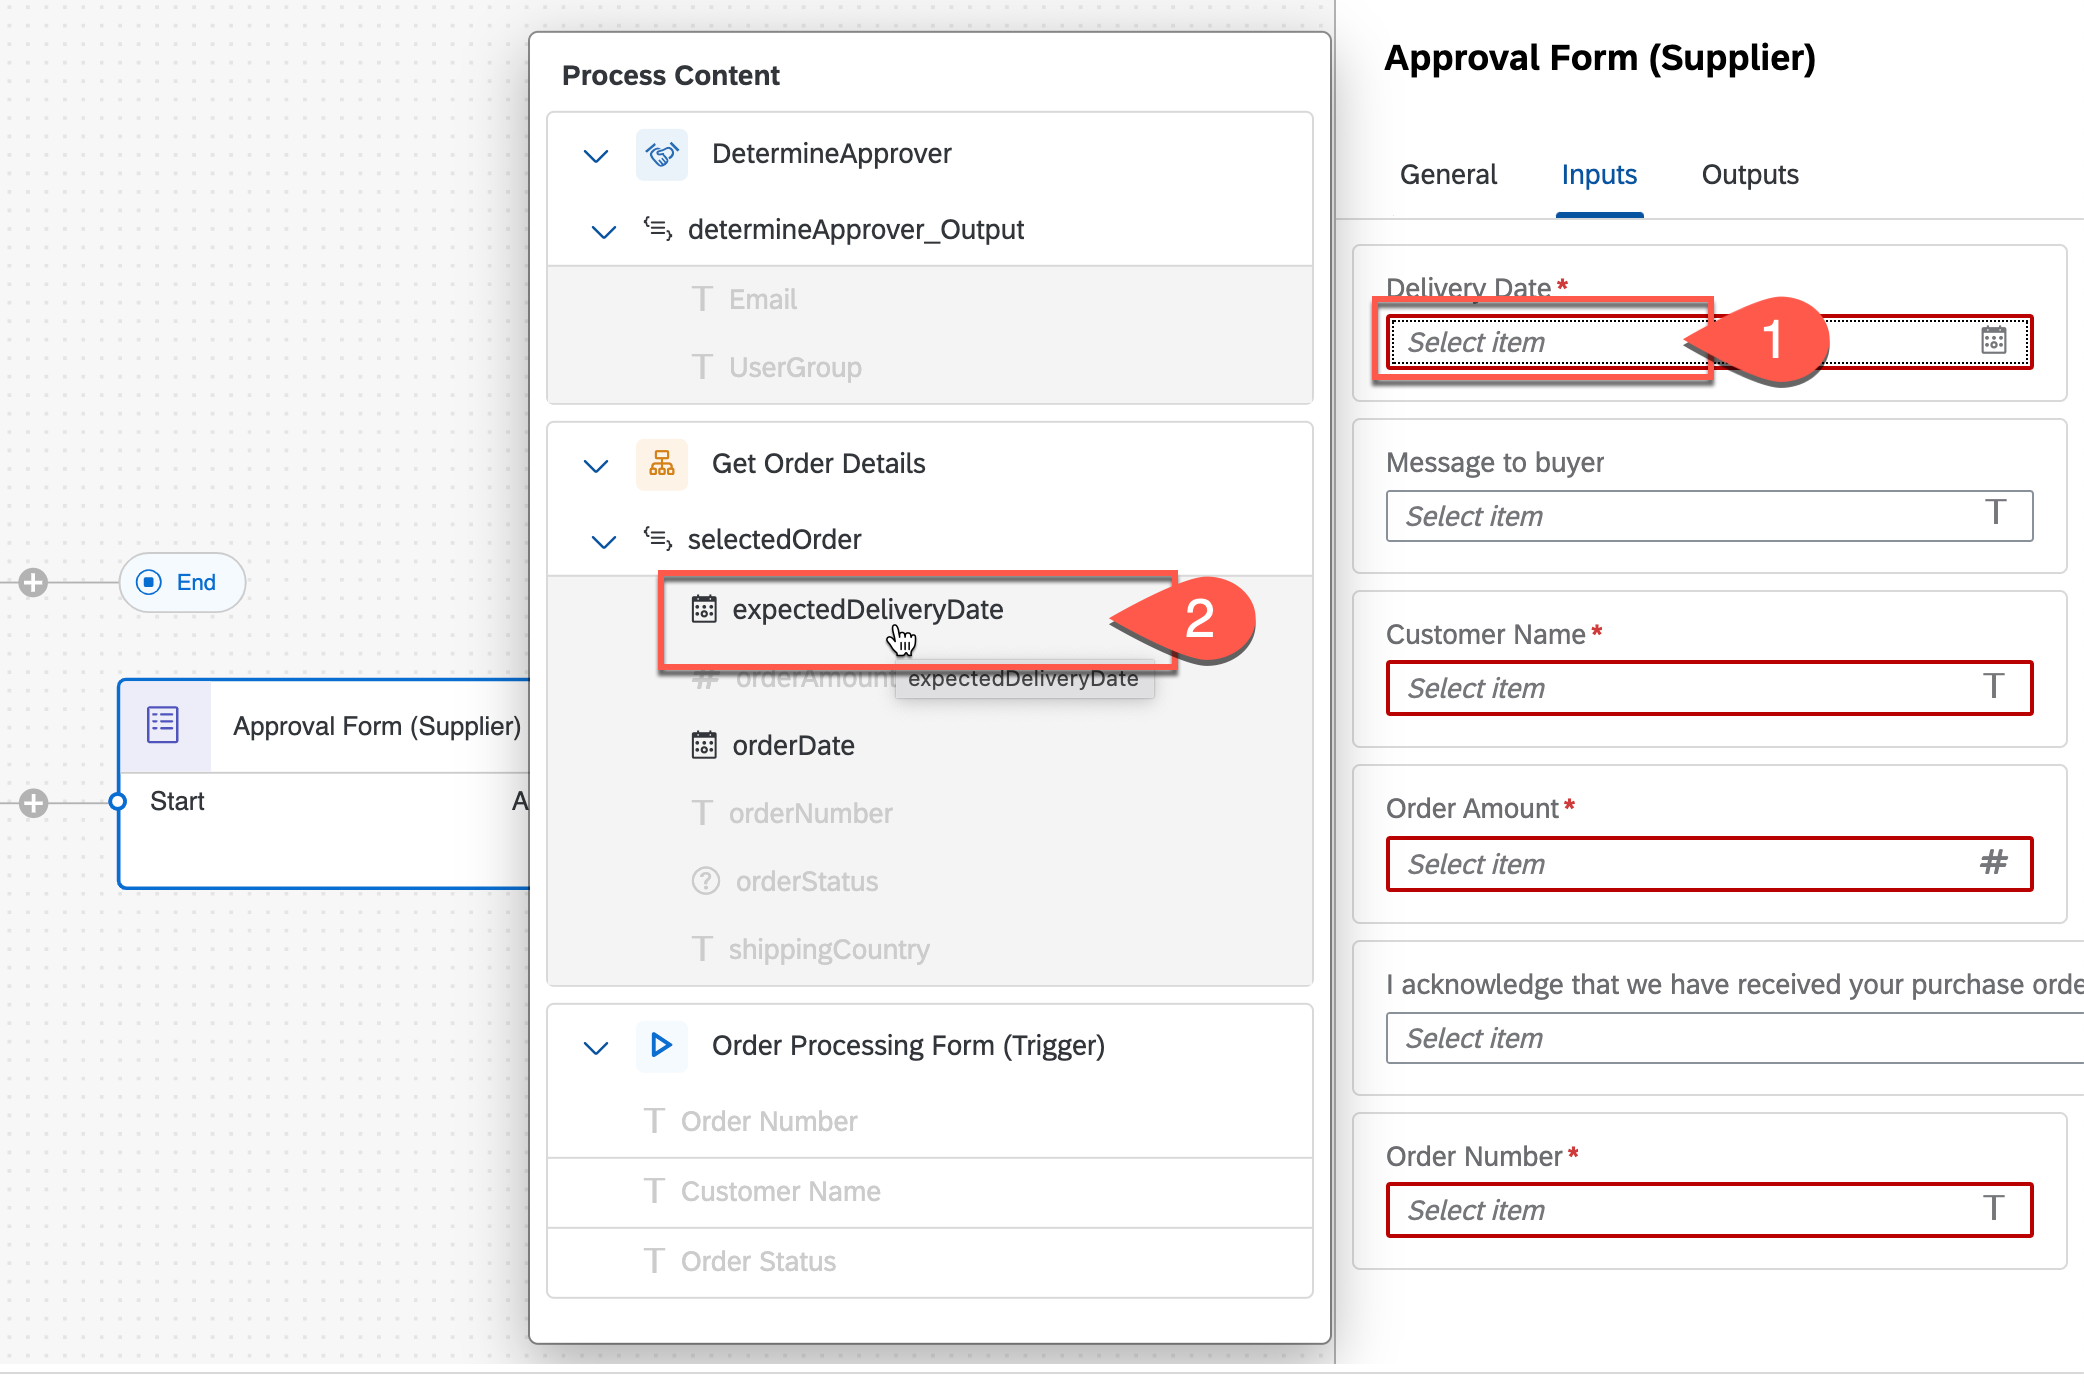 End
Approval Form (Supplier)
Start
A
Process Content
DetermineApprover
determineApprover_Output
T Email
T UserGroup
Get Order Details
selectedOrder
expectedDeliveryDate
2
# orderAmount
expectedDeliveryDate
orderDate
T orderNumber
? orderStatus
T shippingCountry
Order Processing Form (Trigger)
T Order Number
T Customer Name
T Order Status
Approval Form (Supplier)
General Inputs Outputs
Delivery Date *
Select item
1
Message to buyer
Select item T
Customer Name *
Select item T
Order Amount *
Select item #
I acknowledge that we have received your purchase orde
Select item
Order Number *
Select item T